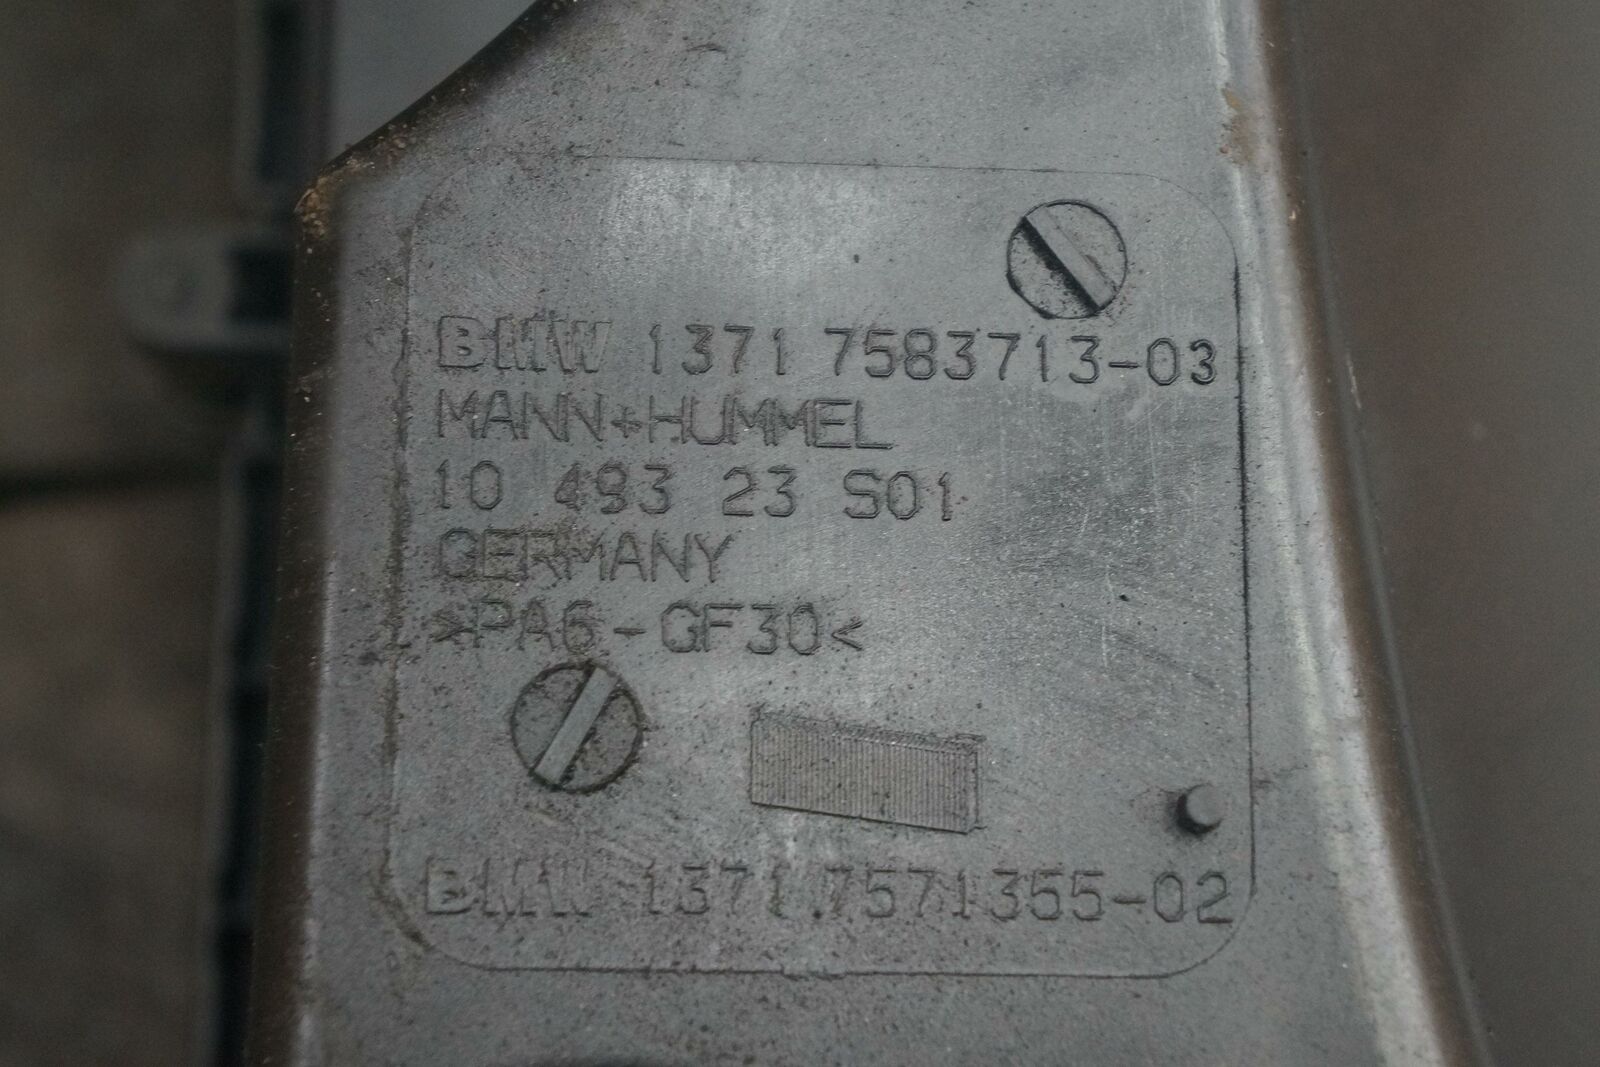 BMW 1371 7583713-03
MANN+HUMMEL
10 493 23 S01
GERMANY
>PA6-GF30<
BMW 1371 7571355-02